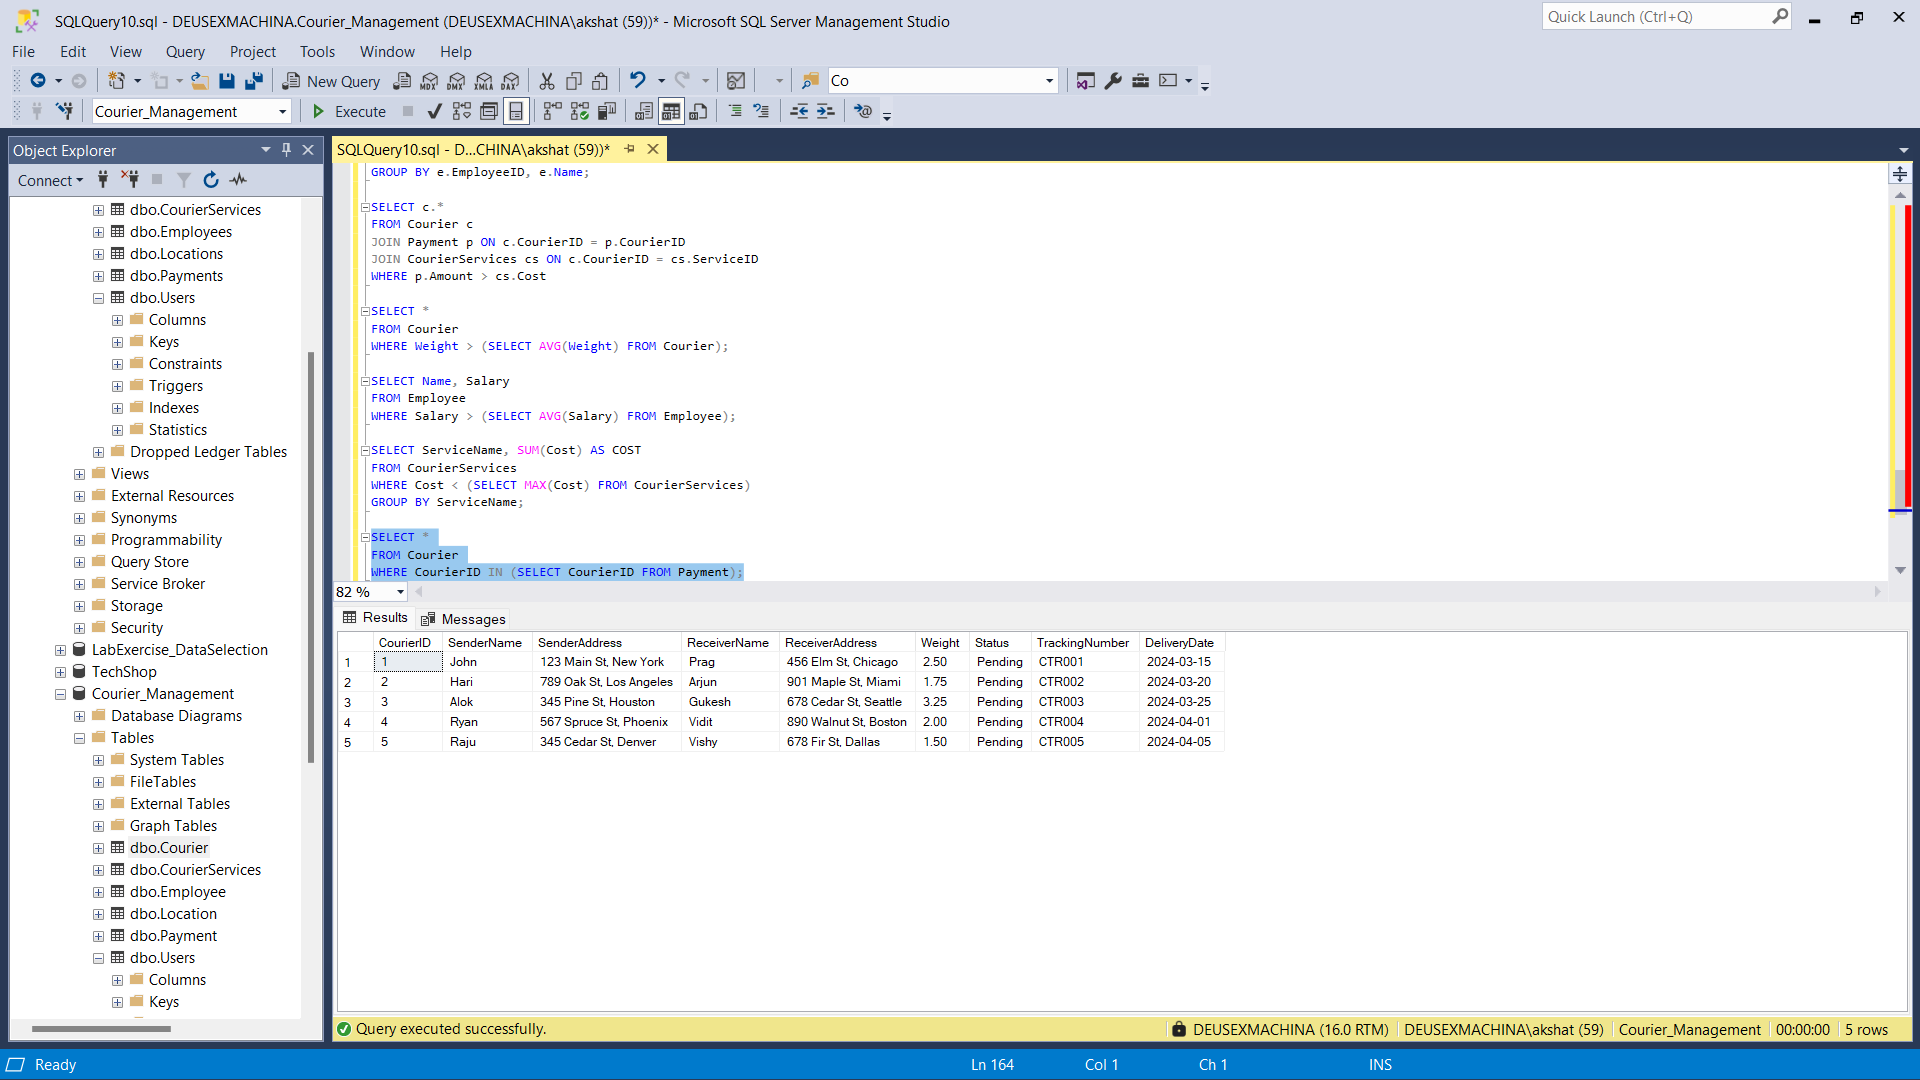 SQLQuery10.sql - DEUSEXMACHINA.Courier_Management (DEUSEXMACHINA\akshat (59))* - Microsoft SQL Server Management Studio
Quick Launch (Ctrl+Q)
File Edit View Query Project Tools Window Help
New Query MDX DMX XMLA DAX Co
Courier_Management Execute
Object Explorer
Connect
dbo.CourierServices
dbo.Employees
dbo.Locations
dbo.Payments
dbo.Users
Columns
Keys
Constraints
Triggers
Indexes
Statistics
Dropped Ledger Tables
Views
External Resources
Synonyms
Programmability
Query Store
Service Broker
Storage
Security
LabExercise_DataSelection
TechShop
Courier_Management
Database Diagrams
Tables
System Tables
FileTables
External Tables
Graph Tables
dbo.Courier
dbo.CourierServices
dbo.Employee
dbo.Location
dbo.Payment
dbo.Users
Columns
Keys
SQLQuery10.sql - D...CHINA\akshat (59))*
GROUP BY e.EmployeeID, e.Name;
SELECT c.*
FROM Courier c
JOIN Payment p ON c.CourierID = p.CourierID
JOIN CourierServices cs ON c.CourierID = cs.ServiceID
WHERE p.Amount > cs.Cost
SELECT *
FROM Courier
WHERE Weight > (SELECT AVG(Weight) FROM Courier);
SELECT Name, Salary
FROM Employee
WHERE Salary > (SELECT AVG(Salary) FROM Employee);
SELECT ServiceName, SUM(Cost) AS COST
FROM CourierServices
WHERE Cost < (SELECT MAX(Cost) FROM CourierServices)
GROUP BY ServiceName;
SELECT *
FROM Courier
WHERE CourierID IN (SELECT CourierID FROM Payment);
82 %
Results Messages
CourierID SenderName SenderAddress ReceiverName ReceiverAddress Weight Status TrackingNumber DeliveryDate
1 1 John 123 Main St, New York Prag 456 Elm St, Chicago 2.50 Pending CTR001 2024-03-15
2 2 Hari 789 Oak St, Los Angeles Arjun 901 Maple St, Miami 1.75 Pending CTR002 2024-03-20
3 3 Alok 345 Pine St, Houston Gukesh 678 Cedar St, Seattle 3.25 Pending CTR003 2024-03-25
4 4 Ryan 567 Spruce St, Phoenix Vidit 890 Walnut St, Boston 2.00 Pending CTR004 2024-04-01
5 5 Raju 345 Cedar St, Denver Vishy 678 Fir St, Dallas 1.50 Pending CTR005 2024-04-05
Query executed successfully. DEUSEXMACHINA (16.0 RTM) DEUSEXMACHINA\akshat (59) Courier_Management 00:00:00 5 rows
Ready Ln 164 Col 1 Ch 1 INS